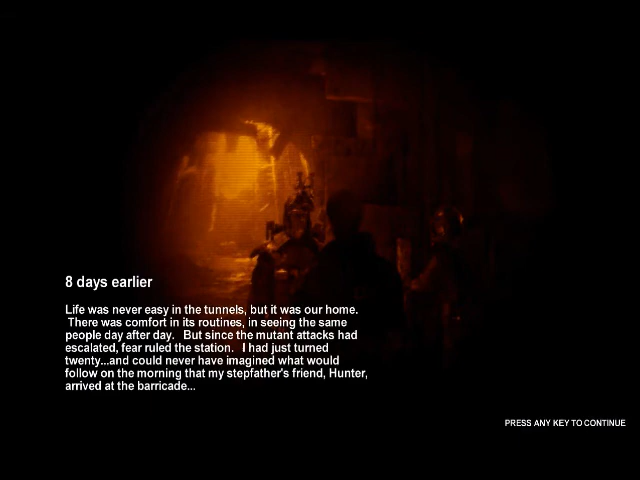 8 days earlier
Life was never easy in the tunnels, but it was our home.
There was comfort in its routines, in seeing the same
people day after day. But since the mutant attacks had
escalated, fear ruled the station. I had just turned
twenty...and could never have imagined what would
follow on the morning that my stepfather's friend, Hunter,
arrived at the barricade...
PRESS ANY KEY TO CONTINUE